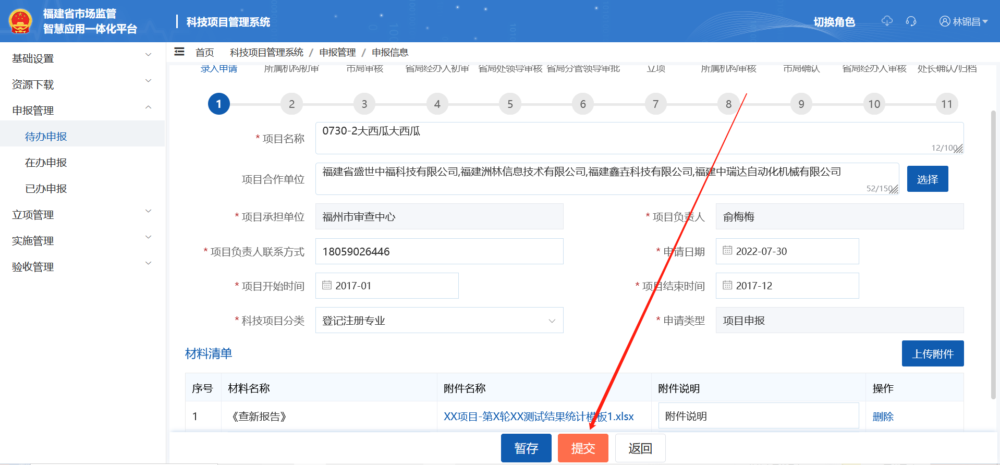 福建省市场监管
智慧应用一体化平台
科技项目管理系统
切换角色
林锦昌
基础设置
资源下载
申报管理
待办申报
在办申报
已办申报
立项管理
实施管理
验收管理
首页 科技项目管理系统 / 申报管理 / 申报信息
录入申请 所属机构初审 市局审核 省局经办人初审 省局处领导审核 省局分管领导审批 立项 所属机构审核 市局确认 省局经办人审核 处长确认/归档
1 2 3 4 5 6 7 8 9 10 11
* 项目名称 0730-2大西瓜大西瓜
12/100
项目合作单位 福建省盛世中福科技有限公司,福建洲林信息技术有限公司,福建鑫垚科技有限公司,福建中瑞达自动化机械有限公司
52/150
选择
* 项目承担单位 福州市审查中心 * 项目负责人 俞梅梅
* 项目负责人联系方式 18059026446 * 申请日期 2022-07-30
* 项目开始时间 2017-01 * 项目结束时间 2017-12
* 科技项目分类 登记注册专业 * 申请类型 项目申报
材料清单 上传附件
序号 材料名称 附件名称 附件说明 操作
1 《查新报告》 XX项目-第X轮XX测试结果统计模板1.xlsx 附件说明 删除
暂存 提交 返回